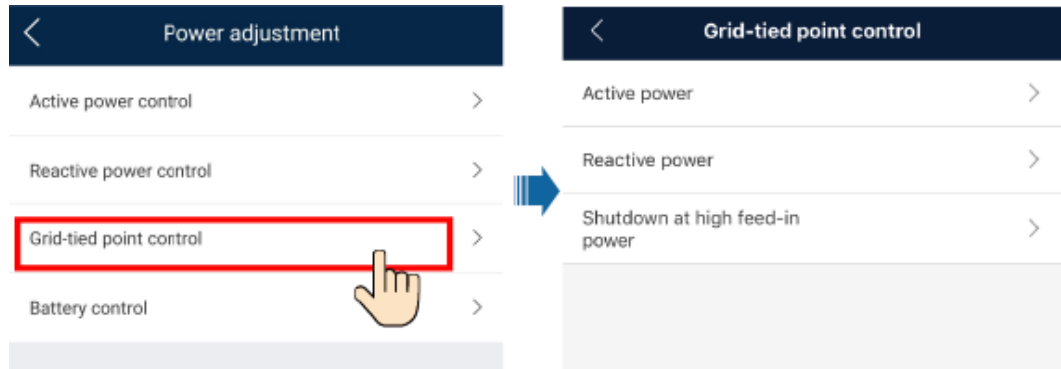 Power adjustment
Active power control
Reactive power control
Grid-tied point control
Battery control
Grid-tied point control
Active power
Reactive power
Shutdown at high feed-in
power